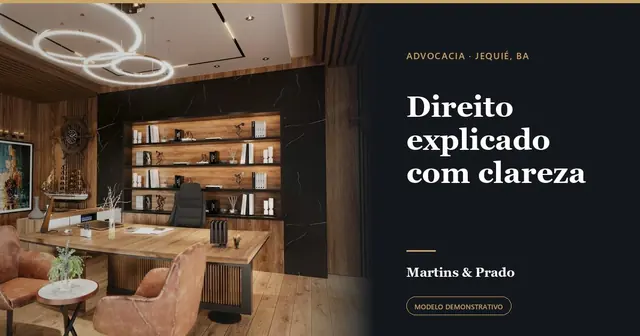 ADVOCACIA · JEQUIÉ, BA
Direito
explicado
com clareza
Martins & Prado
MODELO DEMONSTRATIVO